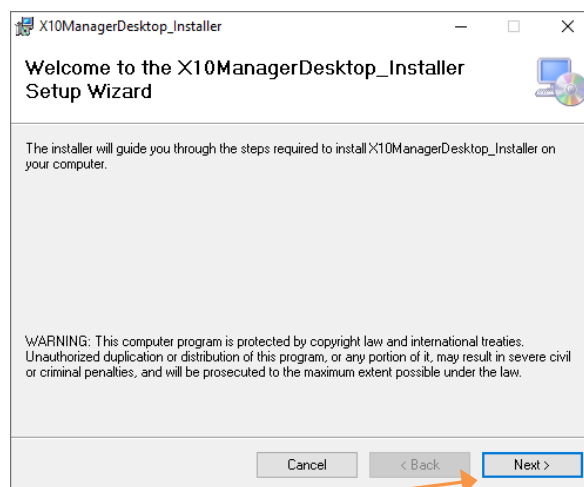 X10ManagerDesktop_Installer
Welcome to the X10ManagerDesktop_Installer
Setup Wizard
The installer will guide you through the steps required to install X10ManagerDesktop_Installer on
your computer.
WARNING: This computer program is protected by copyright law and international treaties.
Unauthorized duplication or distribution of this program, or any portion of it, may result in severe civil
or criminal penalties, and will be prosecuted to the maximum extent possible under the law.
Cancel
< Back
Next >